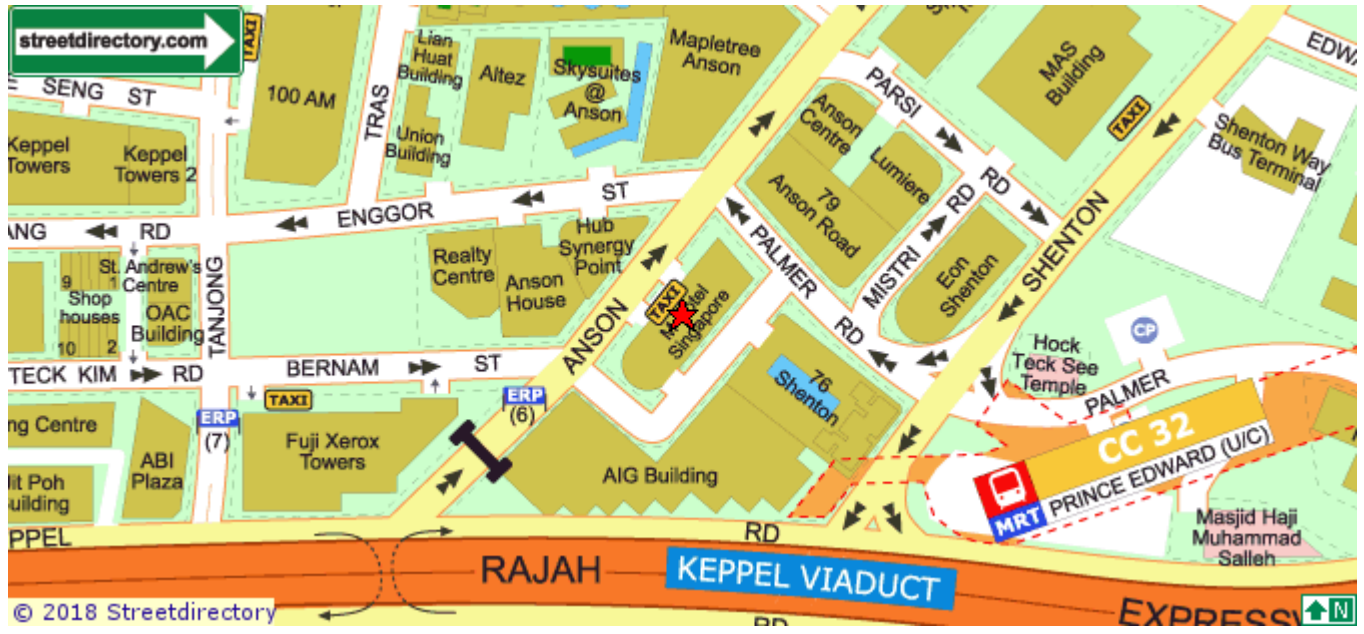 streetdirectory.com
TAXI
SENG ST
Keppel
Towers
Keppel
Towers 2
100 AM
TRAS
Lian
Huat
Building
Union
Building
Altez
Skysuites
@
Anson
Mapletree
Anson
PARSI
RD
Anson
Centre
Lumiere
79
Anson Road
MISTRI RD
Eon
Shenton
MAS
Building
TAXI
SHENTON
Shenton Way
Bus Terminal
ANG RD
ENGGOR
ST
St. Andrew's
Centre
9 1
Shop
houses
10 2
OAC
Building
TANJONG
Realty
Centre
Anson
House
Hub
Synergy
Point
ANSON
TAXI
Singapore
PALMER
RD
CP
Hock
Teck See
Temple
PALMER
TECK KIM RD
BERNAM
ST
TAXI
ERP
(7)
ERP
(6)
Fuji Xerox
Towers
ng Centre
ABI
Plaza
Jit Poh
Building
76
Shenton
AIG Building
CC 32
PRINCE EDWARD (U/C)
MRT
Masjid Haji
Muhammad
Salleh
PPEL
RD
RAJAH
KEPPEL VIADUCT
EXPRESSV
RD
© 2018 Streetdirectory
N